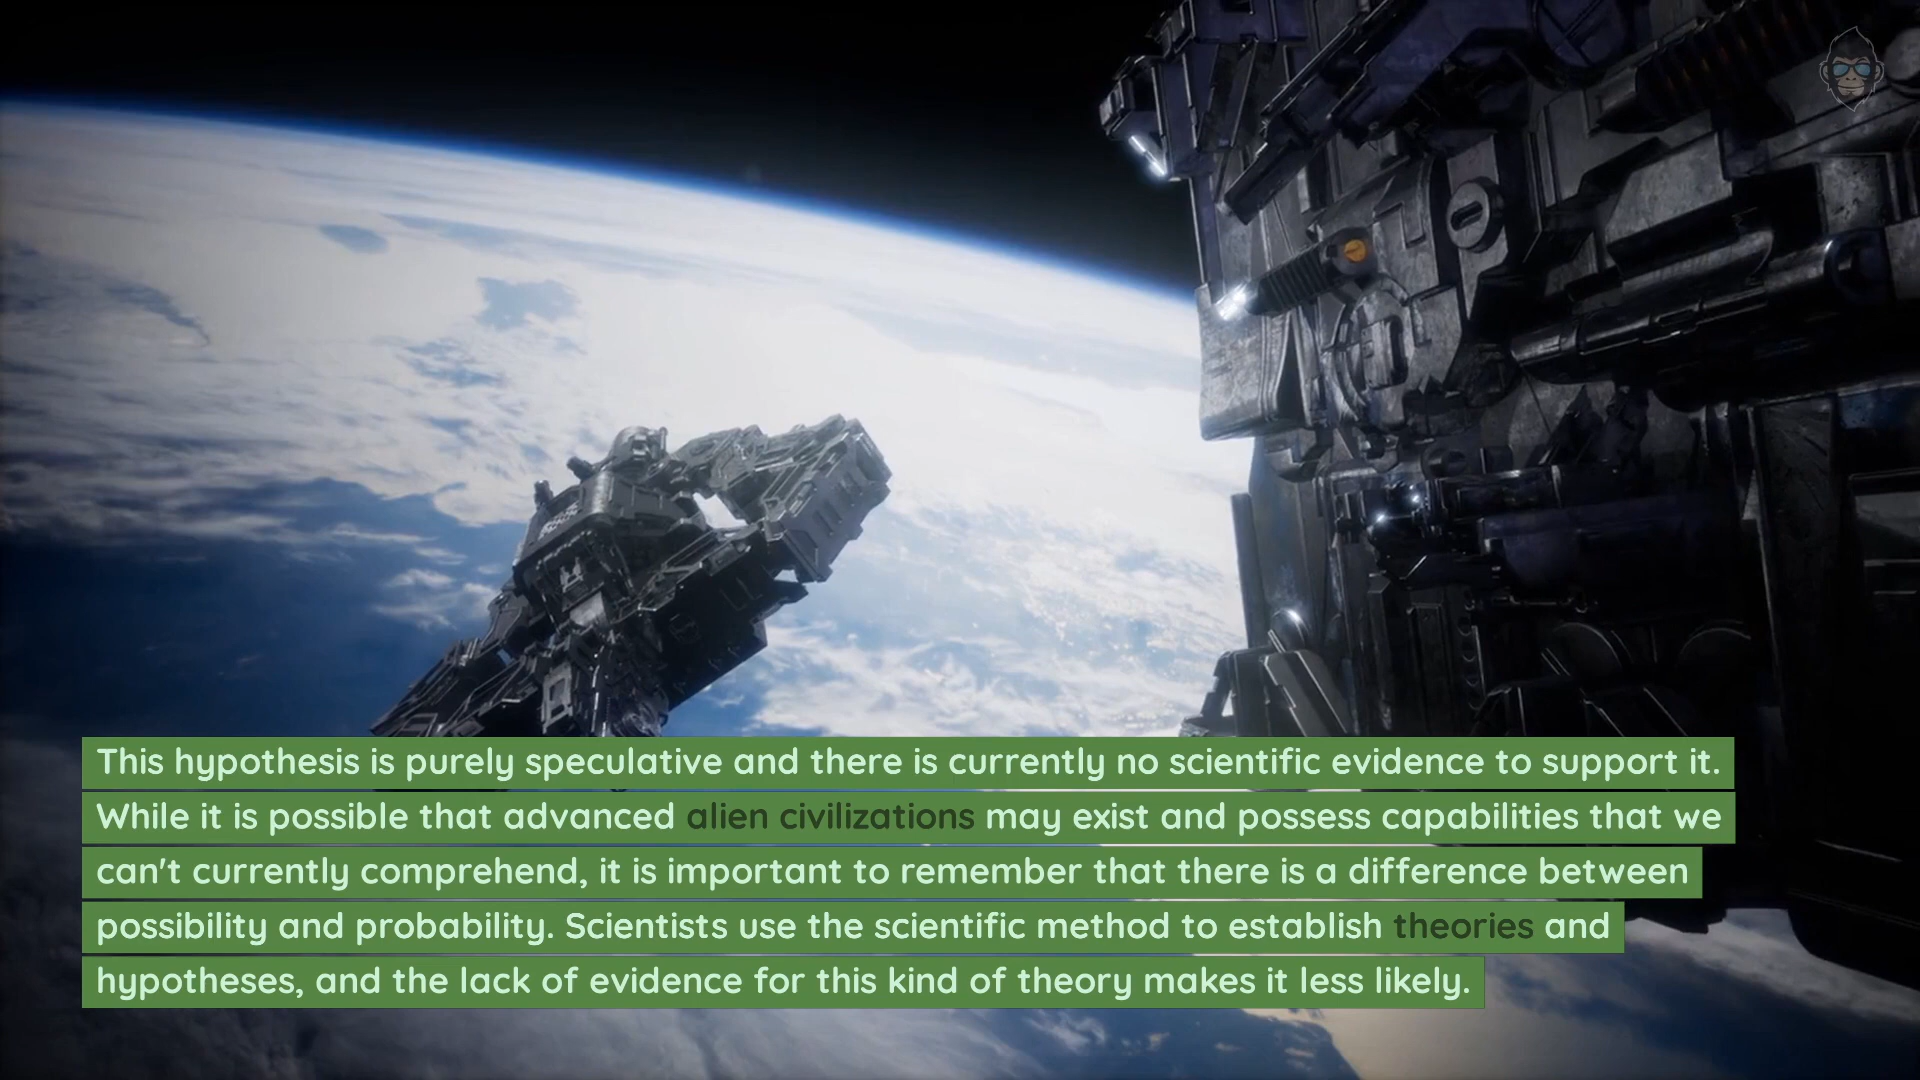 This hypothesis is purely speculative and there is currently no scientific evidence to support it.
While it is possible that advanced alien civilizations may exist and possess capabilities that we
can't currently comprehend, it is important to remember that there is a difference between
possibility and probability. Scientists use the scientific method to establish theories and
hypotheses, and the lack of evidence for this kind of theory makes it less likely.